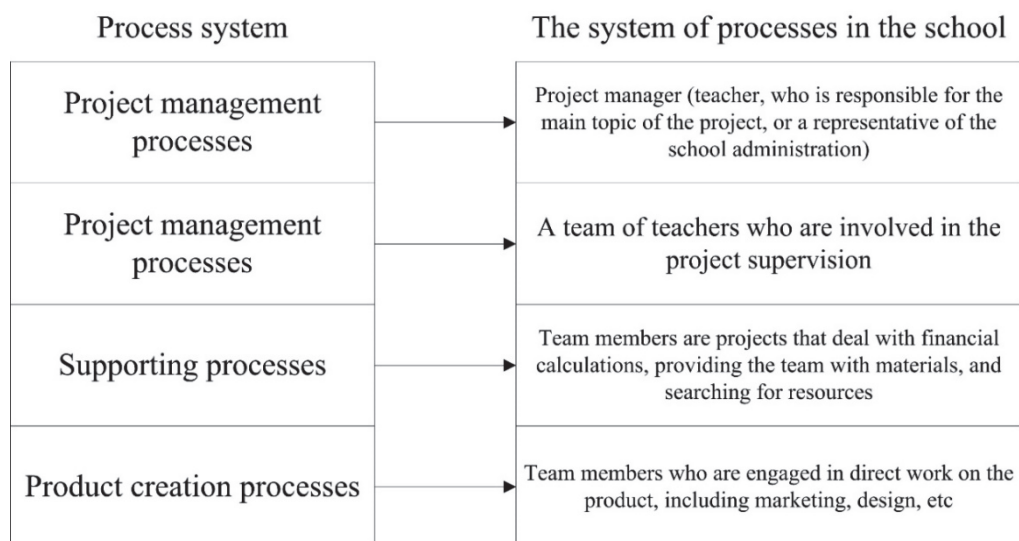 Process system
The system of processes in the school
Project management
processes
Project manager (teacher, who is responsible for the
main topic of the project, or a representative of the
school administration)
Project management
processes
A team of teachers who are involved in the
project supervision
Supporting processes
Team members are projects that deal with financial
calculations, providing the team with materials, and
searching for resources
Product creation processes
Team members who are engaged in direct work on the
product, including marketing, design, etc